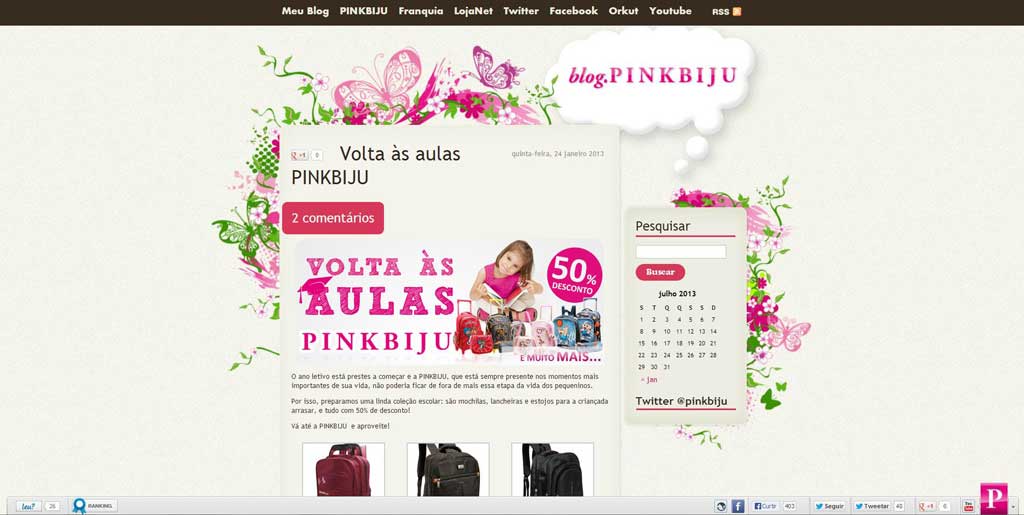 Meu Blog PINKBIJU Franquia LojaNet Twitter Facebook Orkut Youtube RSS
blog.PINKBIJU
+1 0 Volta às aulas PINKBIJU
quinta-feira, 24 janeiro 2013
2 comentários
VOLTA ÀS
AULAS
PINKBIJU
50%
DESCONTO
E MUITO MAIS...
O ano letivo está prestes a começar e a PINKBIJU, que está sempre presente nos momentos mais
importantes de sua vida, não poderia ficar de fora de mais essa etapa da vida dos pequeninos.
Por isso, preparamos uma linda coleção escolar: são mochilas, lancheiras e estojos para a criançada
arrasar, e tudo com 50% de desconto!
Vá até a PINKBIJU e aproveite!
Pesquisar
Buscar
julho 2013
S T Q Q S S D
1 2 3 4 5 6 7
8 9 10 11 12 13 14
15 16 17 18 19 20 21
22 23 24 25 26 27 28
29 30 31
« jan
Twitter @pinkbiju
leu? 26 RANKING Curtir 403 Seguir Tweetar 48 +1 0 You Tube P